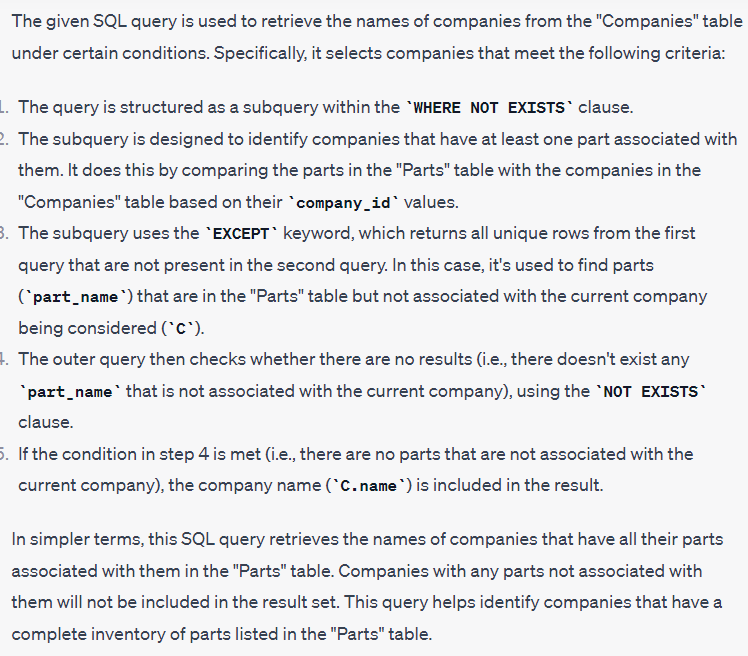 The given SQL query is used to retrieve the names of companies from the "Companies" table
under certain conditions. Specifically, it selects companies that meet the following criteria:
1. The query is structured as a subquery within the `WHERE NOT EXISTS` clause.
2. The subquery is designed to identify companies that have at least one part associated with
them. It does this by comparing the parts in the "Parts" table with the companies in the
"Companies" table based on their `company_id` values.
3. The subquery uses the `EXCEPT` keyword, which returns all unique rows from the first
query that are not present in the second query. In this case, it's used to find parts
(`part_name`) that are in the "Parts" table but not associated with the current company
being considered (`C`).
4. The outer query then checks whether there are no results (i.e., there doesn't exist any
`part_name` that is not associated with the current company), using the `NOT EXISTS`
clause.
5. If the condition in step 4 is met (i.e., there are no parts that are not associated with the
current company), the company name (`C.name`) is included in the result.
In simpler terms, this SQL query retrieves the names of companies that have all their parts
associated with them in the "Parts" table. Companies with any parts not associated with
them will not be included in the result set. This query helps identify companies that have a
complete inventory of parts listed in the "Parts" table.